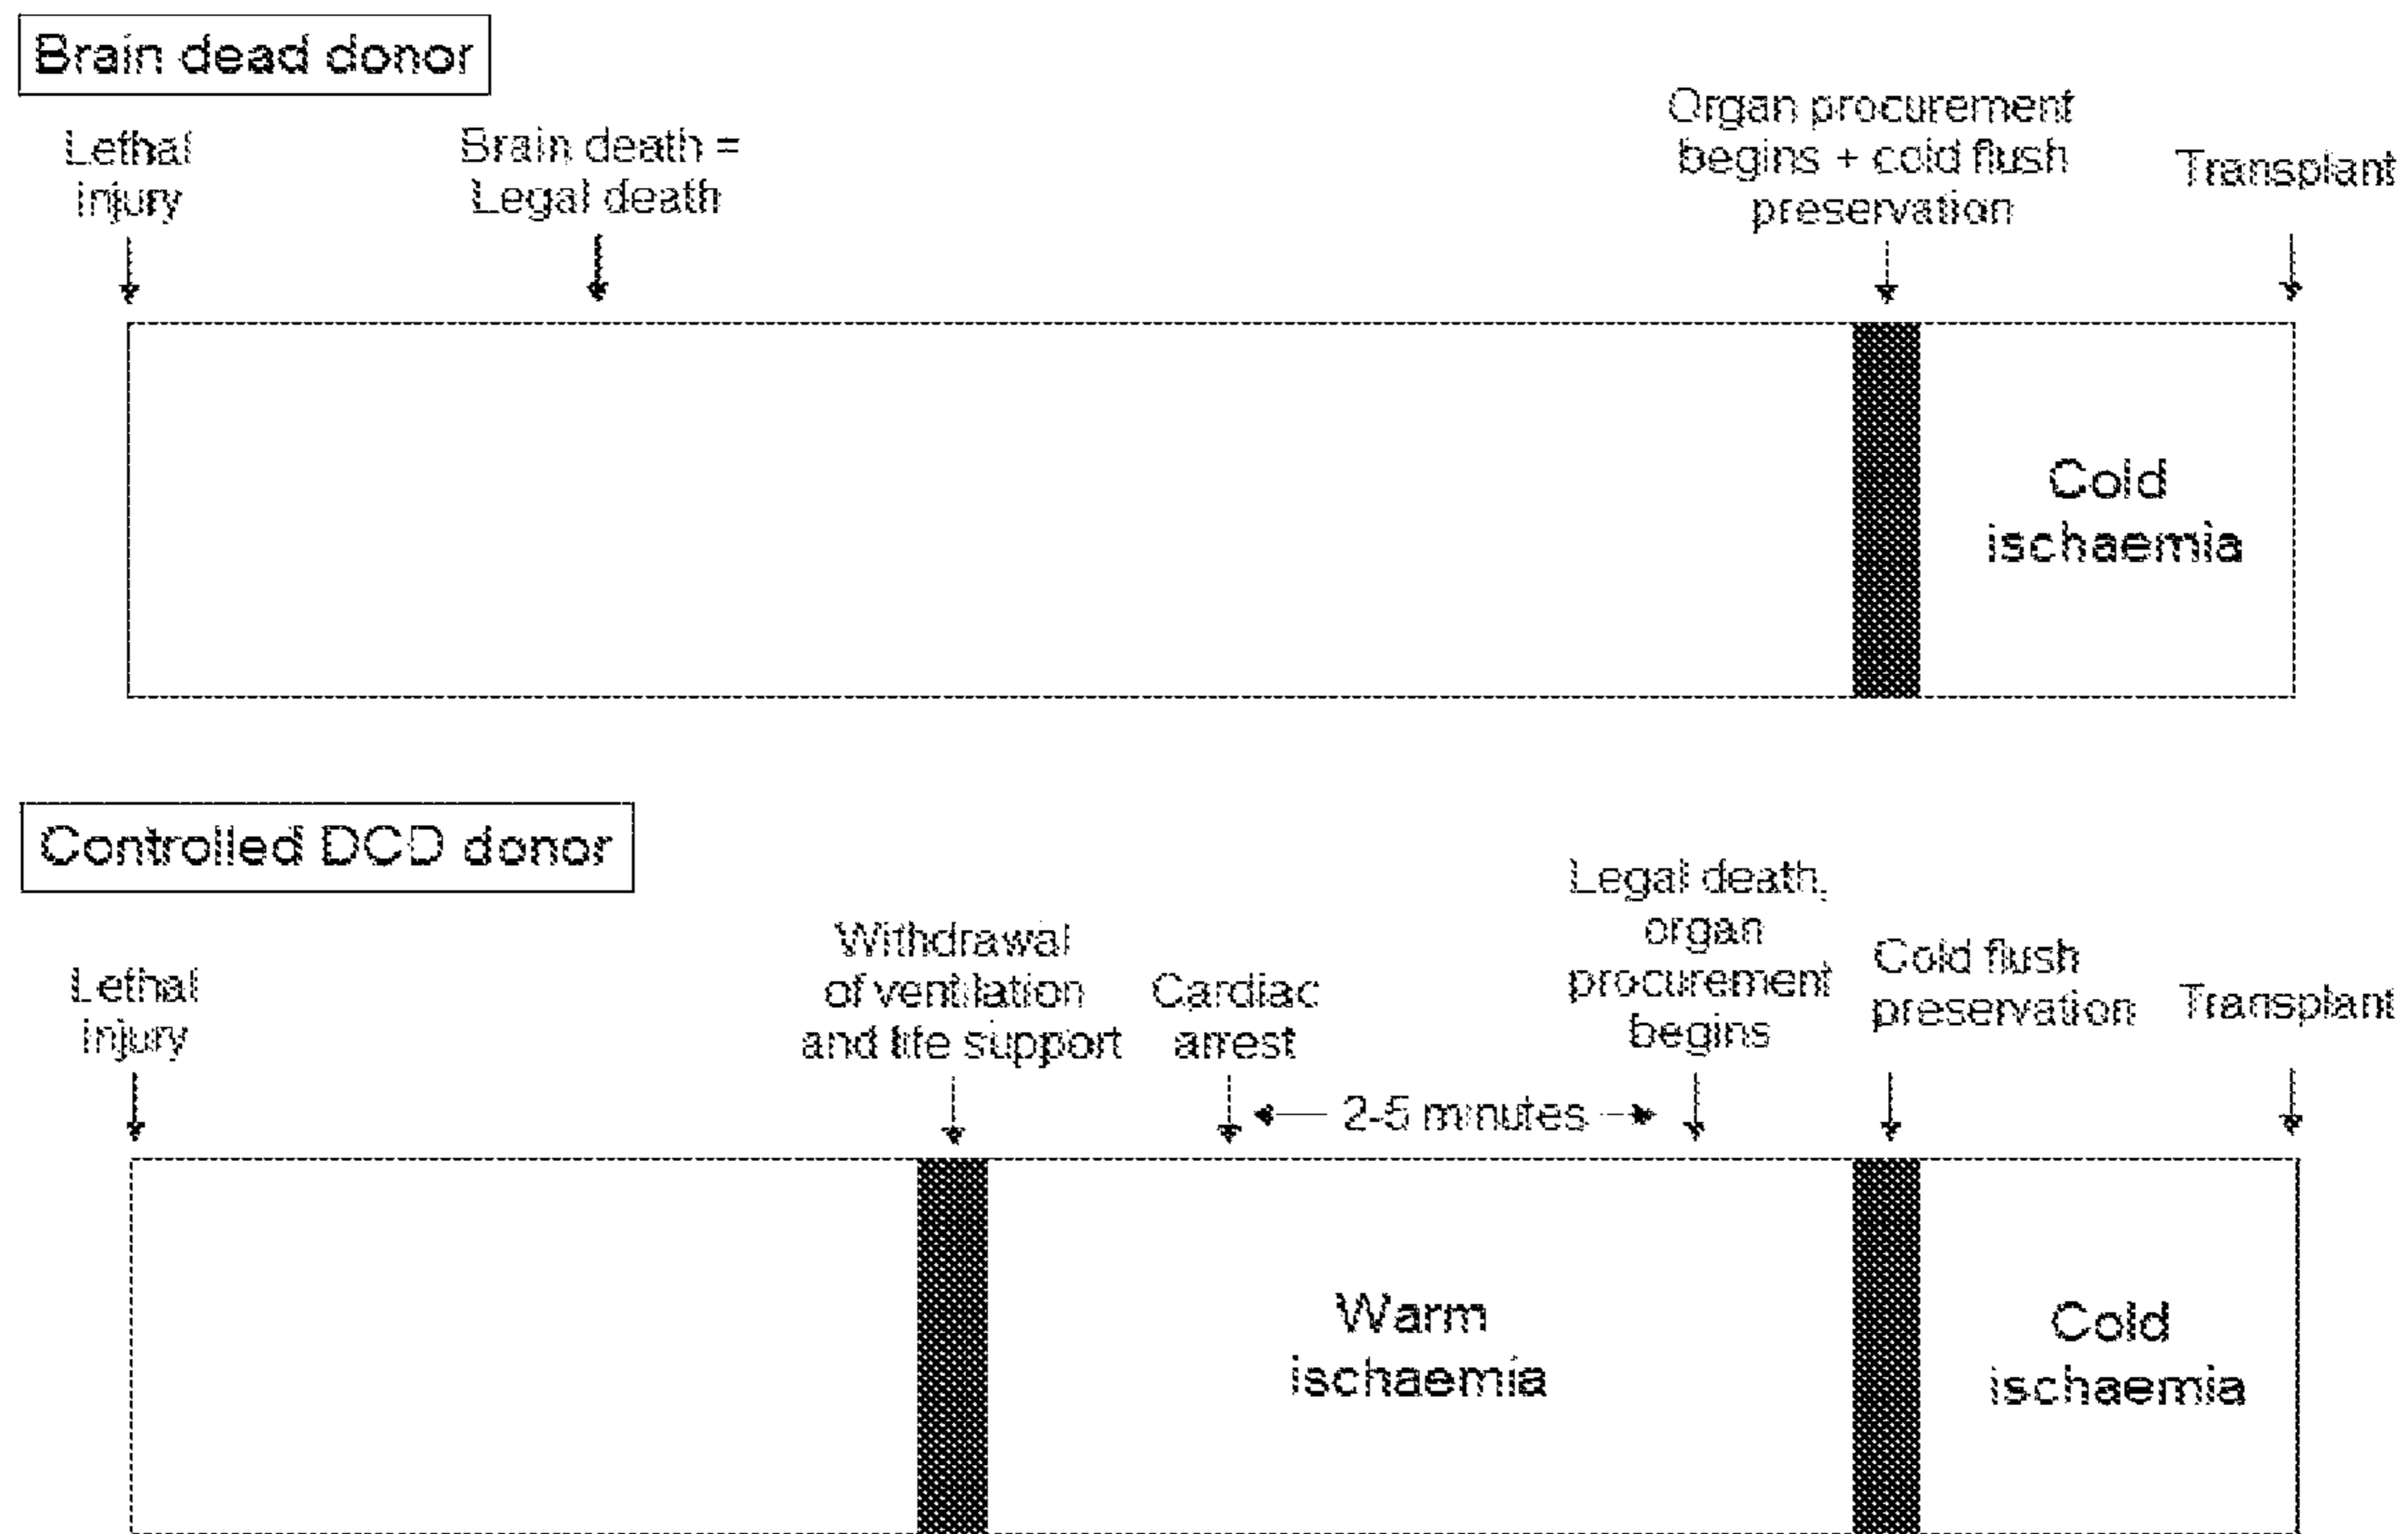 Brain dead donor
Lethal
injury
Brain death =
Legal death
Organ procurement
begins + cold flush
preservation
Transplant
Cold
ischaemia
Controlled DCD donor
Lethal
injury
Withdrawal
of ventilation
and life support
Cardiac
arrest
2-5 minutes
Legal death,
organ
procurement
begins
Cold flush
preservation
Transplant
Warm
ischaemia
Cold
ischaemia